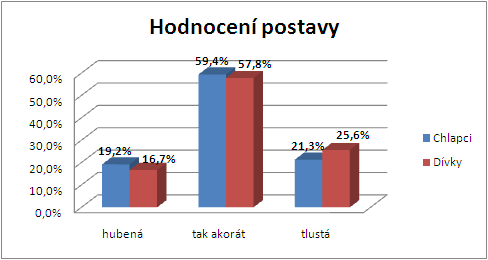 Hodnocení postavy
59,4%
57,8%
60,0%
50,0%
40,0%
30,0%
20,0%
10,0%
0,0%
19,2%
16,7%
21,3%
25,6%
Chlapci
Dívky
hubená
tak akorát
tlustá